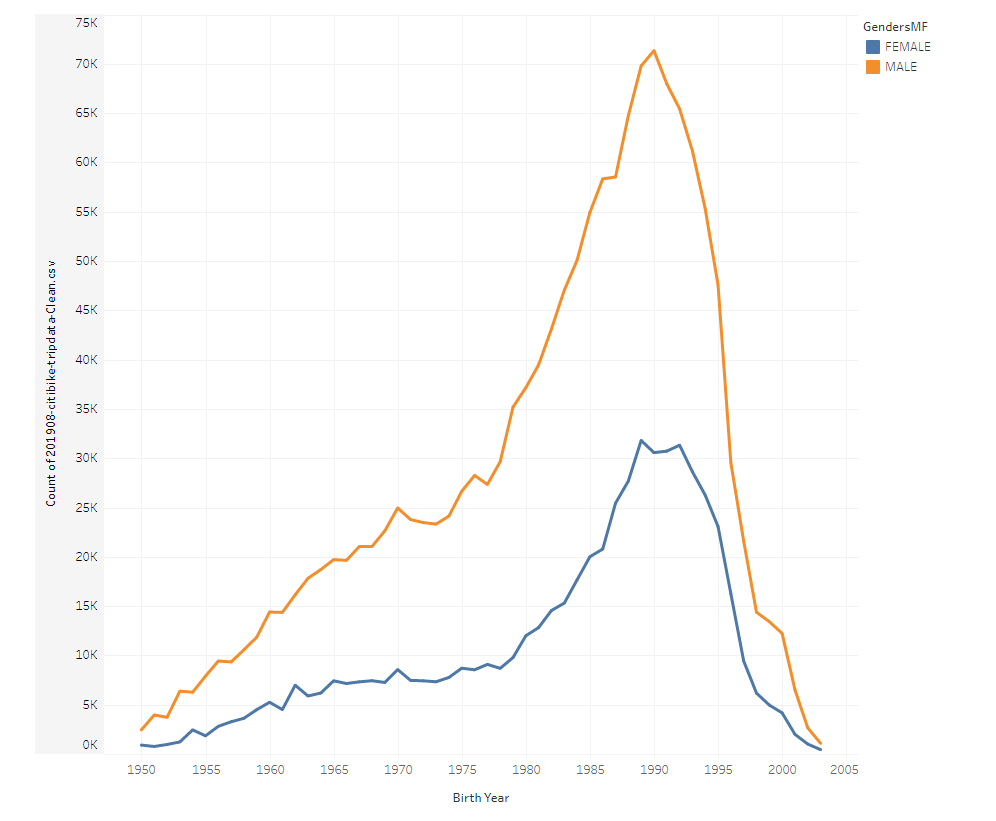 GendersMF
FEMALE
MALE
Count of 201908-citibike-tripdata-Clean.csv
75K
70K
65K
60K
55K
50K
45K
40K
35K
30K
25K
20K
15K
10K
5K
0K
1950 1955 1960 1965 1970 1975 1980 1985 1990 1995 2000 2005
Birth Year